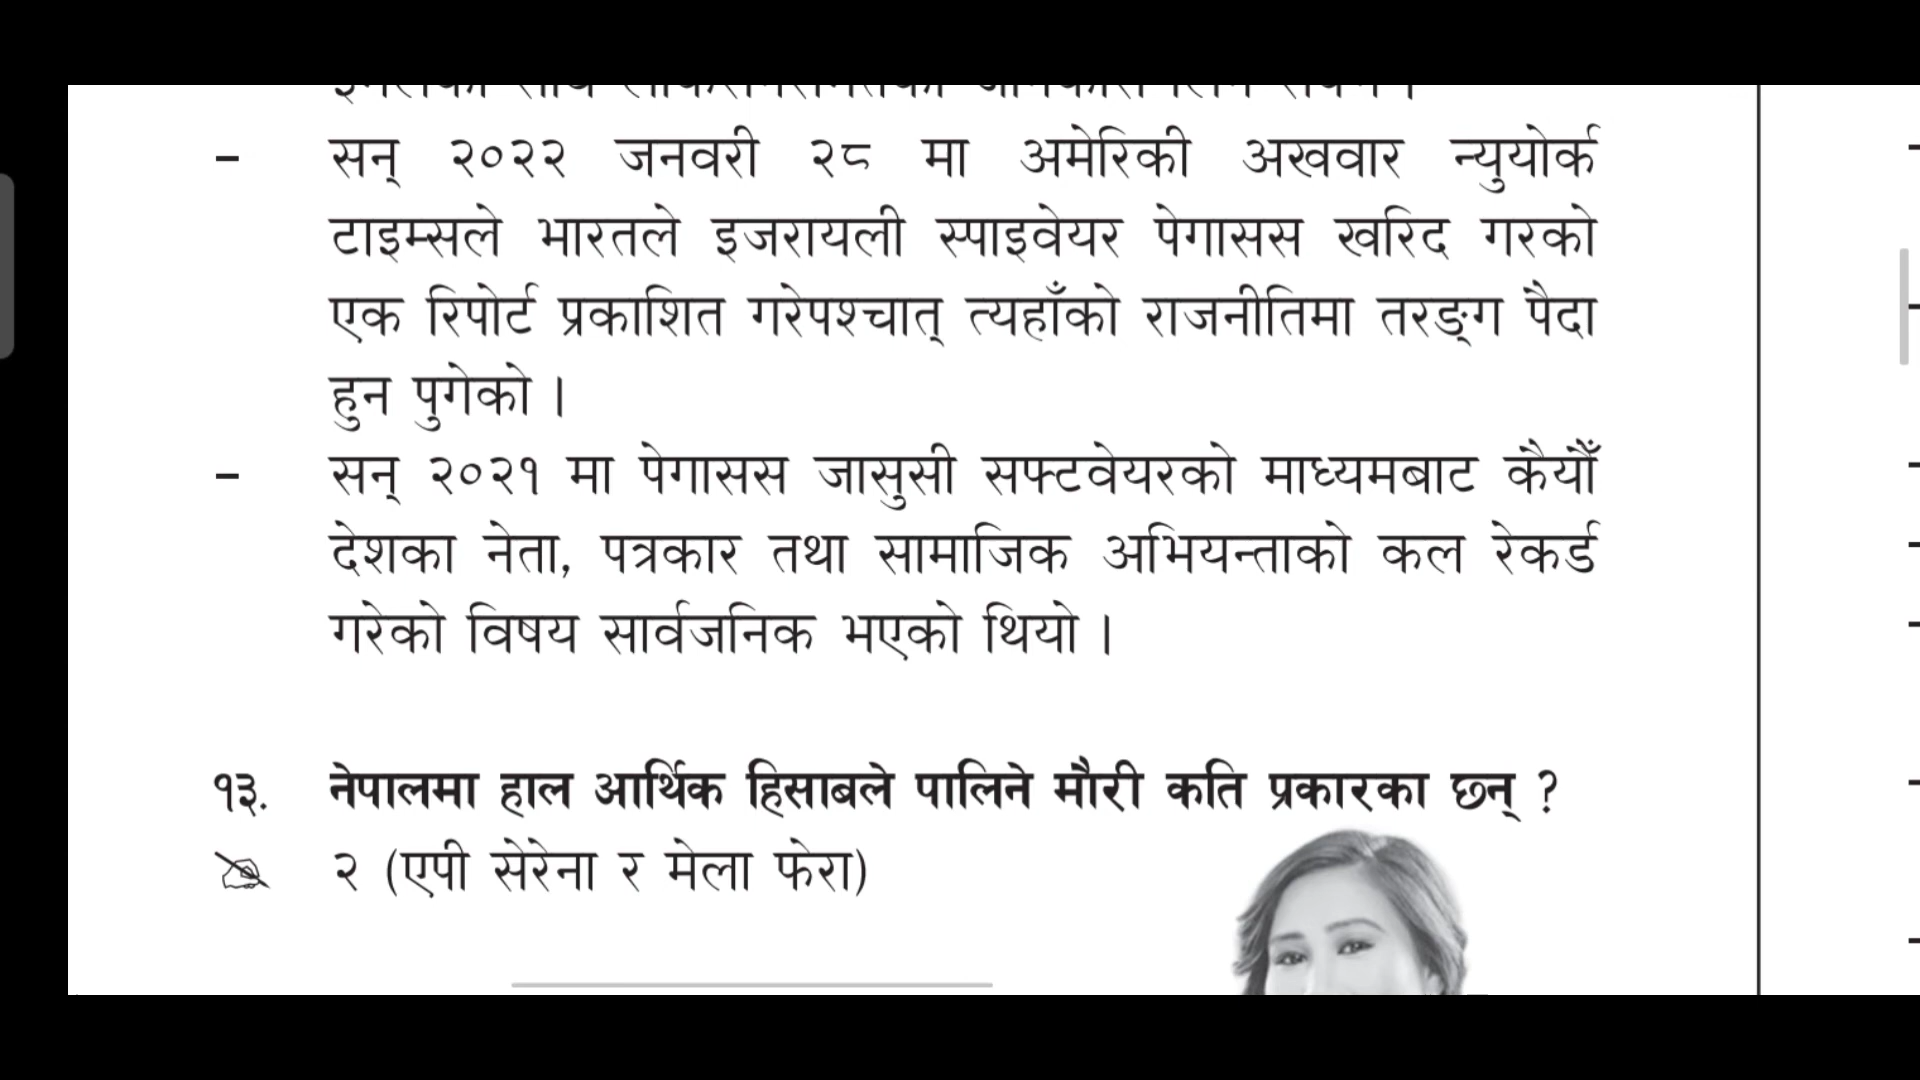 - सन् २०२२ जनवरी २८ मा अमेरिकी अखवार न्युयोर्क
टाइम्सले भारतले इजरायली स्पाइवेयर पेगासस खरिद गरको
एक रिपोर्ट प्रकाशित गरेपश्चात् त्यहाँको राजनीतिमा तरङ्ग पैदा
हुन पुगेको ।
- सन् २०२१ मा पेगासस जासुसी सफ्टवेयरको माध्यमबाट कैयौँ
देशका नेता, पत्रकार तथा सामाजिक अभियन्ताको कल रेकर्ड
गरेको विषय सार्वजनिक भएको थियो ।
१३. नेपालमा हाल आर्थिक हिसाबले पालिने मौरी कति प्रकारका छन् ?
२ (एपी सेरेना र मेला फेरा)